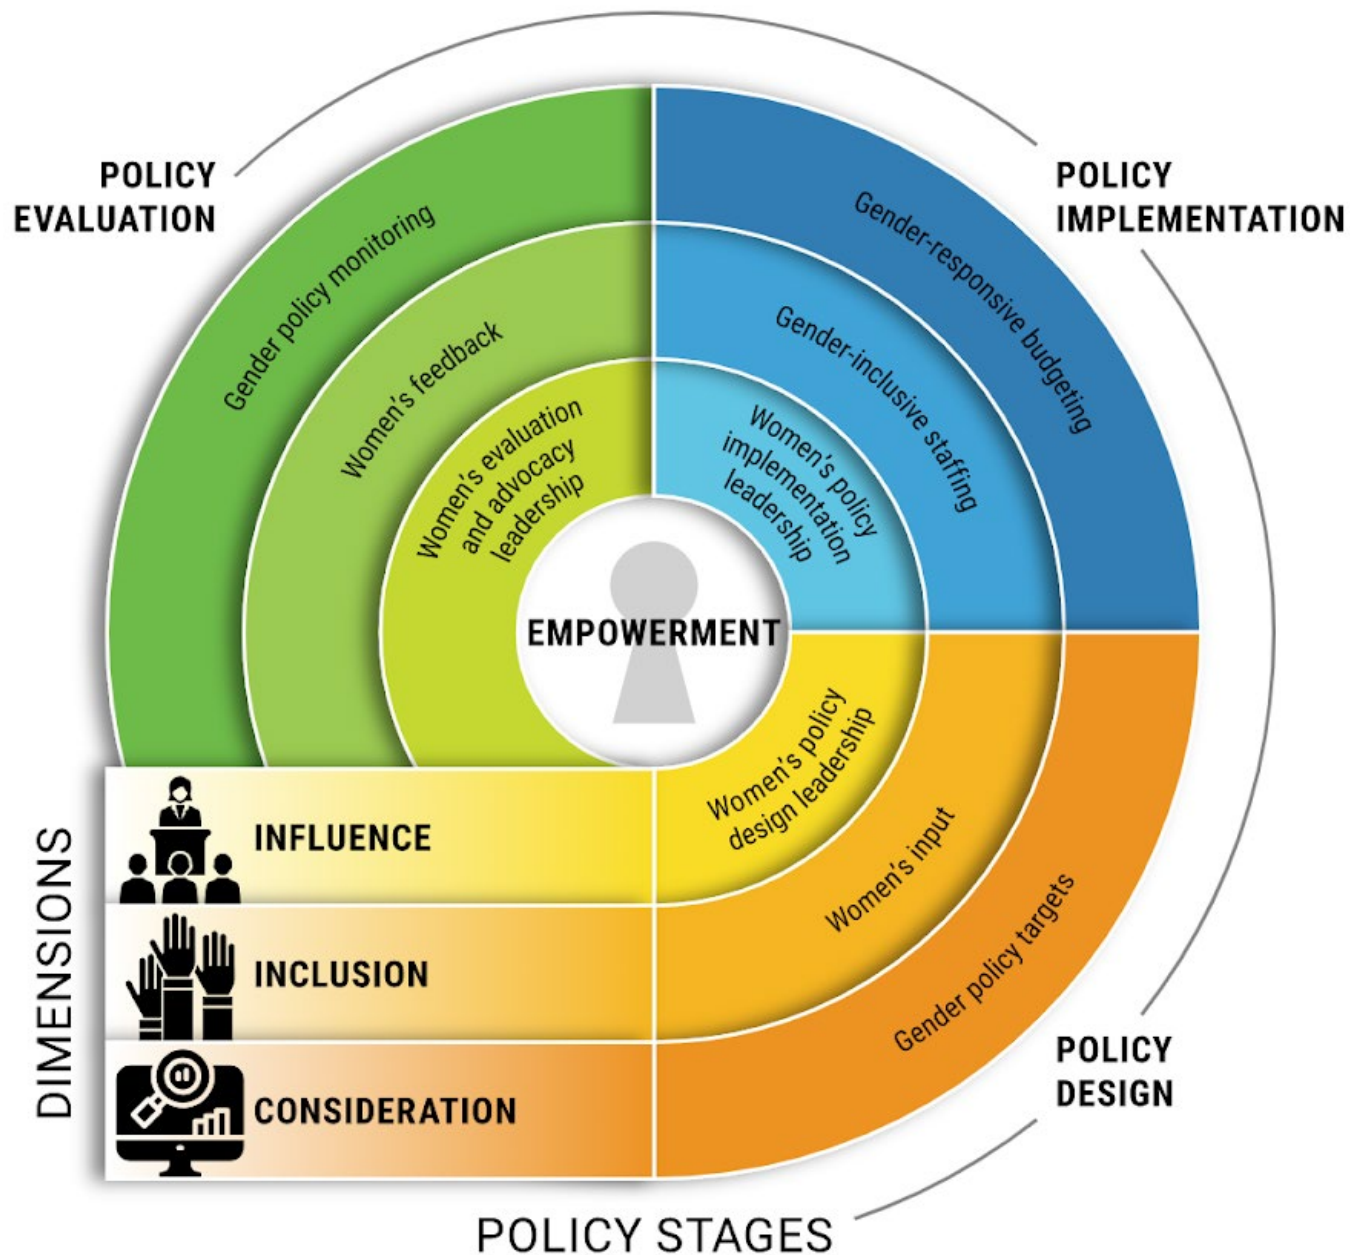 POLICY
EVALUATION
POLICY
IMPLEMENTATION
Gender policy monitoring
Gender-responsive budgeting
Women's feedback
Gender-inclusive staffing
Women's evaluation
and advocacy
leadership
Women's policy
implementation
leadership
EMPOWERMENT
Women's policy
design leadership
Women's input
Gender policy targets
DIMENSIONS
INFLUENCE
INCLUSION
CONSIDERATION
POLICY
DESIGN
POLICY STAGES